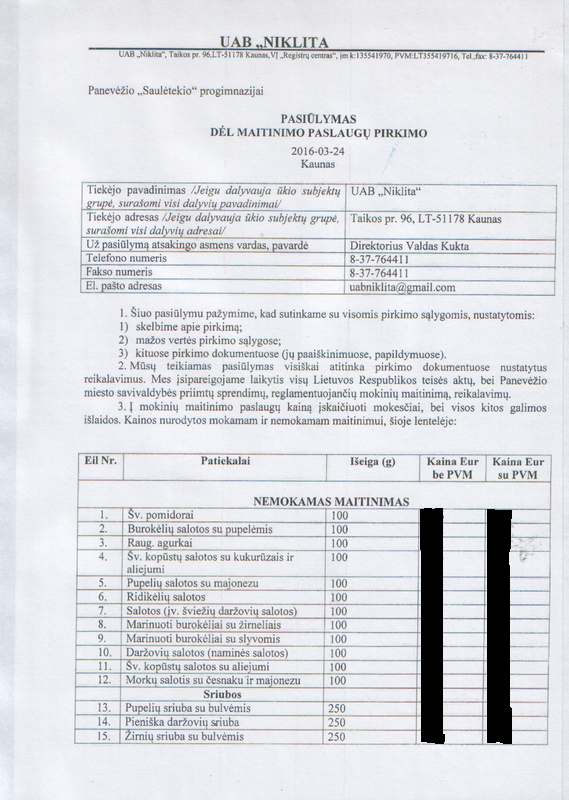 UAB „NIKLITA
UAB „Niklita", Taikos pr. 96,LT-51178 Kaunas,VĮ „Registrų centras", įm.k:135541970, PVM:LT355419716, Tel.,fax: 8-37-764411
Panevėžio „Saulėtekio" progimnazijai
PASIŪLYMAS
DĖL MAITINIMO PASLAUGŲ PIRKIMO
2016-03-24
Kaunas
Tiekėjo pavadinimas /Jeigu dalyvauja ūkio subjektų UAB „Niklita"
grupė, surašomi visi dalyvių pavadinimai/
Tiekėjo adresas /Jeigu dalyvauja ūkio subjektų grupė, Taikos pr. 96, LT-51178 Kaunas
surašomi visi dalyvių adresai/
Už pasiūlymą atsakingo asmens vardas, pavardė Direktorius Valdas Kukta
Telefono numeris 8-37-764411
Fakso numeris 8-37-764411
El. pašto adresas uabniklita@gmail.com
1. Šiuo pasiūlymu pažymime, kad sutinkame su visomis pirkimo sąlygomis, nustatytomis:
1) skelbime apie pirkimą;
2) mažos vertės pirkimo sąlygose;
3) kituose pirkimo dokumentuose (jų paaiškinimuose, papildymuose).
2. Mūsų teikiamas pasiūlymas visiškai atitinka pirkimo dokumentuose nustatytus
reikalavimus. Mes įsipareigojame laikytis visų Lietuvos Respublikos teisės aktų, bei Panevėžio
miesto savivaldybės priimtų sprendimų, reglamentuojančių mokinių maitinimą, reikalavimų.
3. Į mokinių maitinimo paslaugų kainą įskaičiuoti mokesčiai, bei visos kitos galimos
išlaidos. Kainos nurodytos mokamam ir nemokamam maitinimui, šioje lentelėje:
Eil Nr. Patiekalai Išeiga (g) Kaina Eur Kaina Eur
be PVM su PVM
NEMOKAMAS MAITINIMAS
1. Šv. pomidorai 100
2. Burokėlių salotos su pupelėmis 100
3. Raug. agurkai 100
4. Šv. kopūstų salotos su kukurūzais ir 100
aliejumi
5. Pupelių salotos su majonezu 100
6. Ridikėlių salotos 100
7. Salotos (įv. šviežių daržovių salotos) 100
8. Marinuoti burokėliai su žirneliais 100
9. Marinuoti burokėliai su slyvomis 100
10. Daržovių salotos (naminės salotos) 100
11. Šv. kopūstų salotos su aliejumi 100
12. Morkų salotis su česnaku ir majonezu 100
Sriubos
13. Pupelių sriuba su bulvėmis 250
14. Pieniška daržovių sriuba 250
15. Žirnių sriuba su bulvėmis 250